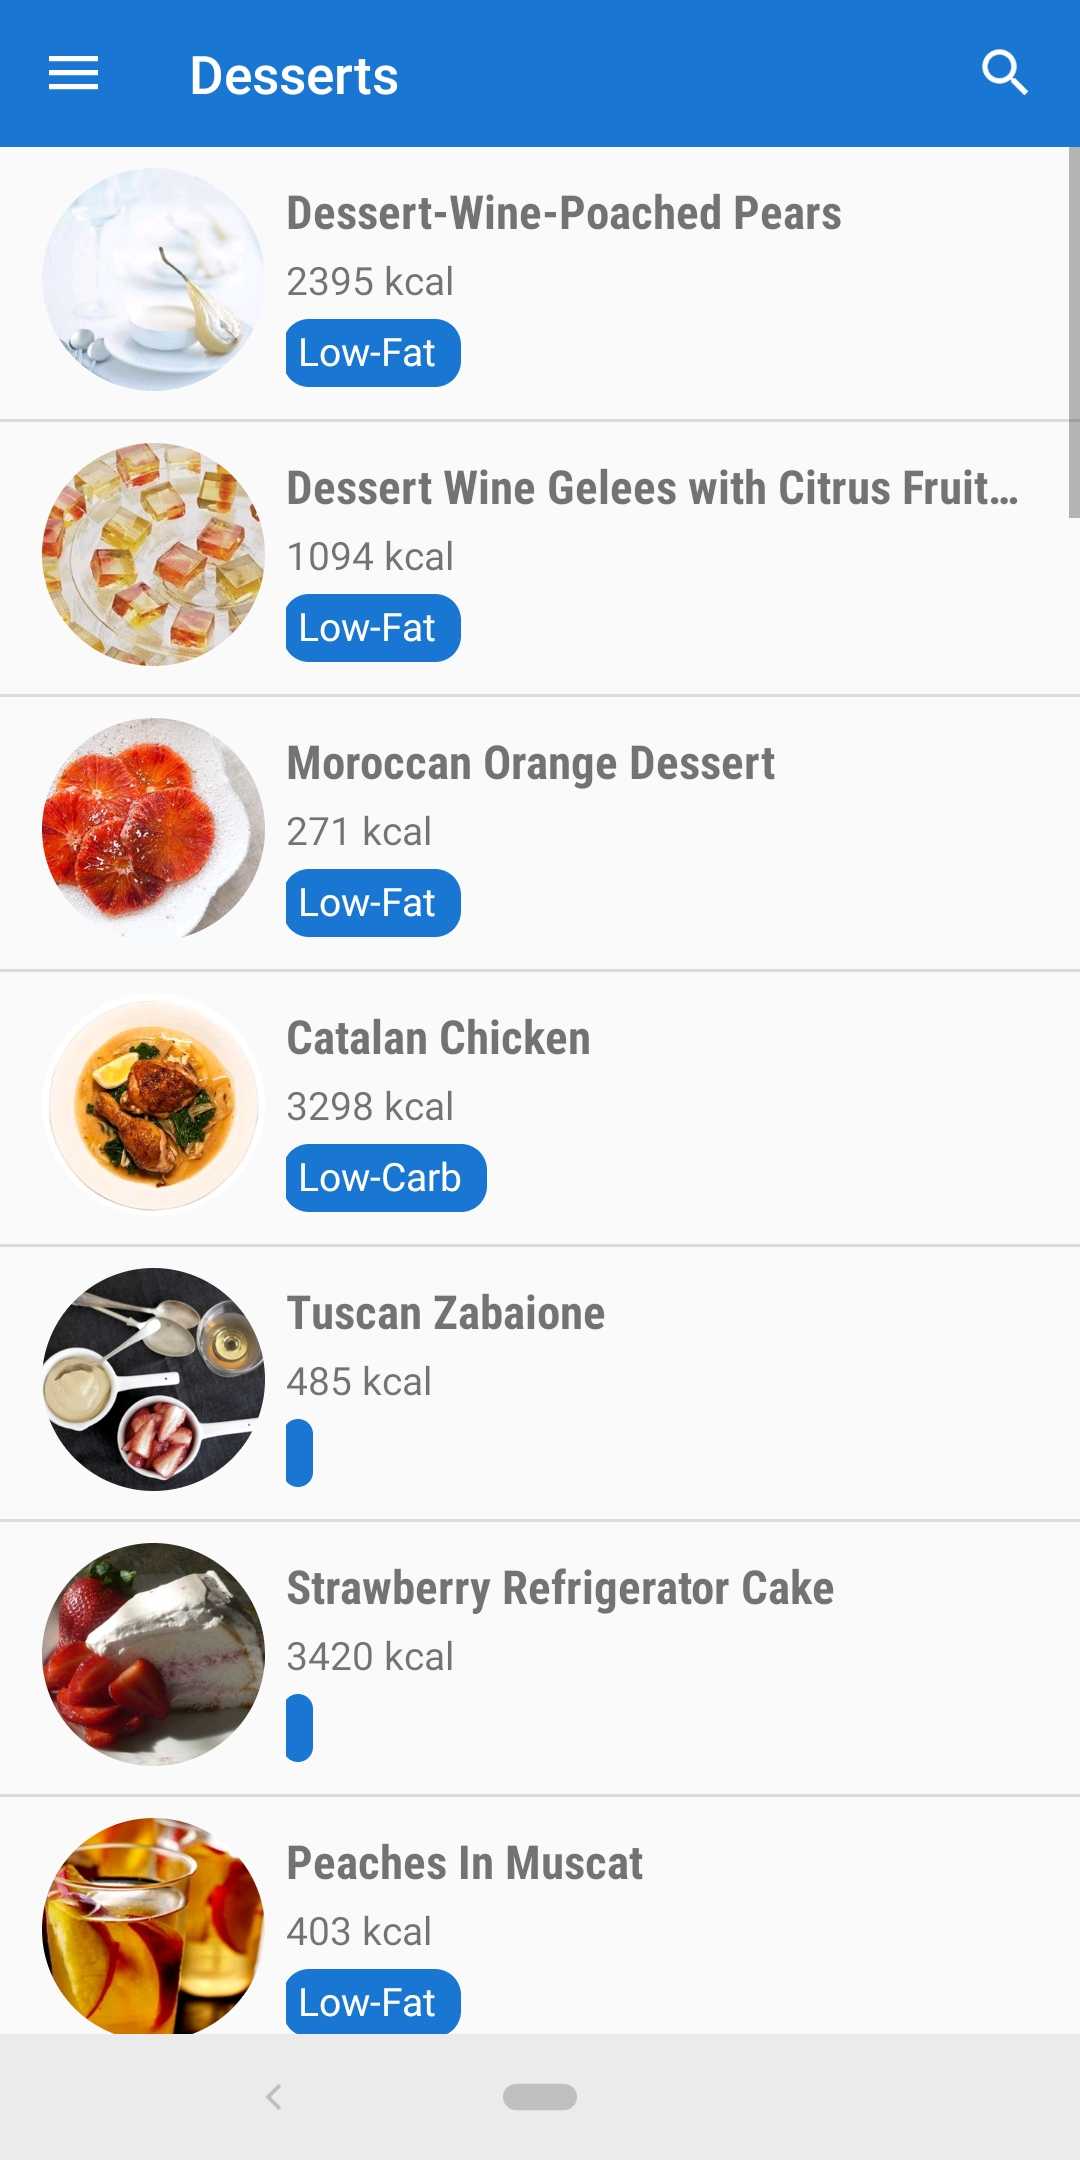 Desserts
Dessert-Wine-Poached Pears
2395 kcal
Low-Fat
Dessert Wine Gelees with Citrus Fruit…
1094 kcal
Low-Fat
Moroccan Orange Dessert
271 kcal
Low-Fat
Catalan Chicken
3298 kcal
Low-Carb
Tuscan Zabaione
485 kcal
Strawberry Refrigerator Cake
3420 kcal
Peaches In Muscat
403 kcal
Low-Fat